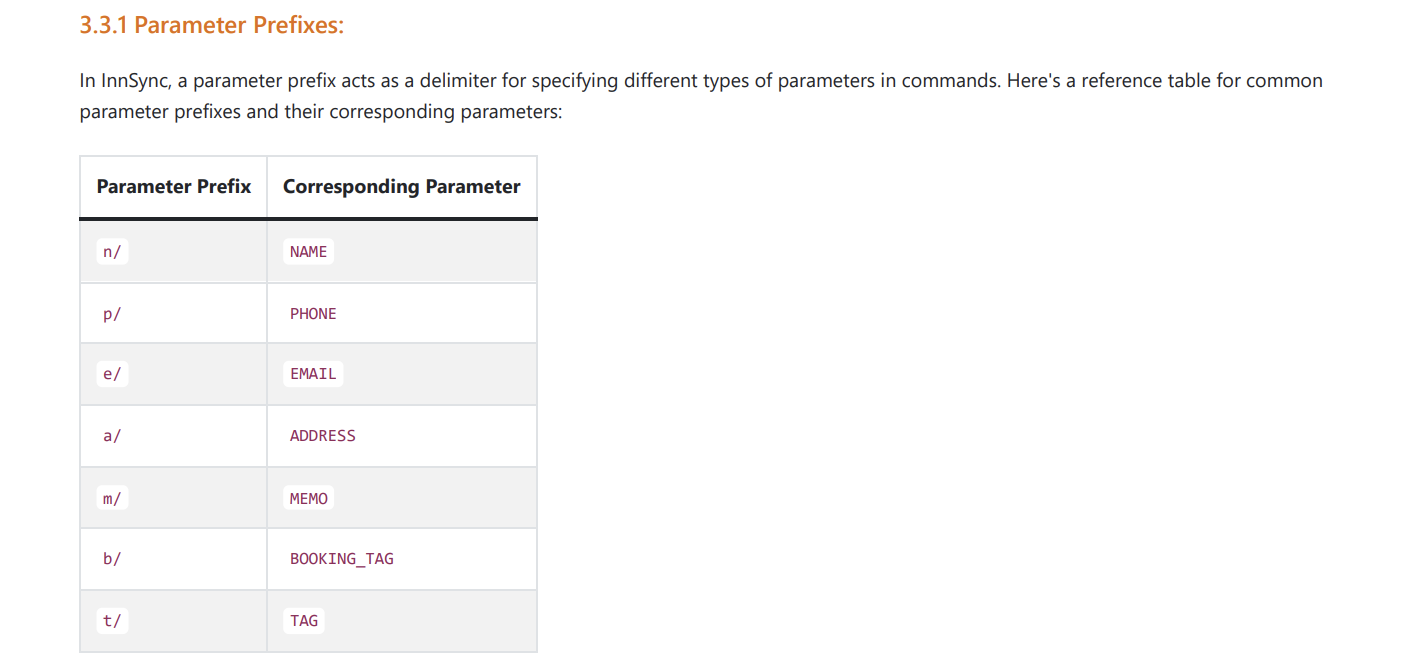 3.3.1 Parameter Prefixes:
In InnSync, a parameter prefix acts as a delimiter for specifying different types of parameters in commands. Here's a reference table for common
parameter prefixes and their corresponding parameters:
Parameter Prefix Corresponding Parameter
n/ NAME
p/ PHONE
e/ EMAIL
a/ ADDRESS
m/ MEMO
b/ BOOKING_TAG
t/ TAG